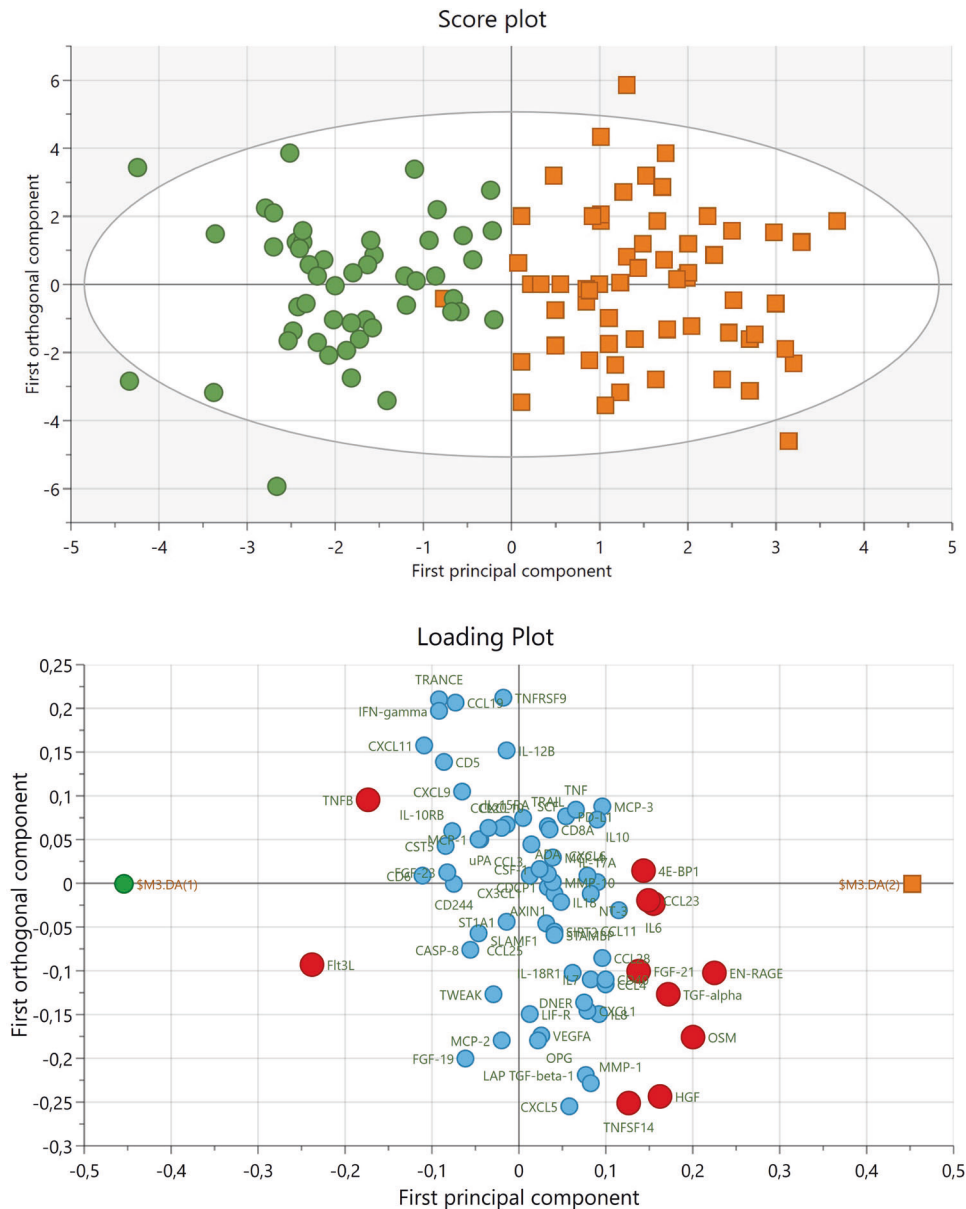 Score plot
6
4
2
0
-2
-4
-6
First orthogonal component
-5 -4 -3 -2 -1 0 1 2 3 4 5
First principal component
Loading Plot
0,25
0,2
0,15
0,1
0,05
0
-0,05
-0,1
-0,15
-0,2
-0,25
-0,3
First orthogonal component
TRANCE
CCL19 TNFRSF9
IFN-gamma
CXCL11 IL-12B
CD5
CXCL9 TNF
TNFB MCP-3
IL-15RA TRAIL SCF
IL-10RB PD-L1 IL10
MCP-1 CD8A
CST5
uPA CCL3 ADA CXCL6
IL-17A
CD6 FGF-23 CSF-1 4E-BP1
$M3.DA(1) CDCP1 MMP-10 $M3.DA(2)
CD244 CX3CL1 IL18 CCL23
AXIN1 NT-3
ST1A1 IL6
SLAMF1 SIRT2 CCL11
STAMBP
CASP-8 CCL25 CCL28
Flt3L IL-18R1 FGF-21 EN-RAGE
IL7 CD40
CCL4
TWEAK TGF-alpha
DNER
LIF-R CXCL1 IL8
MCP-2 VEGFA OSM
FGF-19 OPG
MMP-1
LAP TGF-beta-1
HGF
CXCL5
TNFSF14
-0,5 -0,4 -0,3 -0,2 -0,1 0 0,1 0,2 0,3 0,4 0,5
First principal component